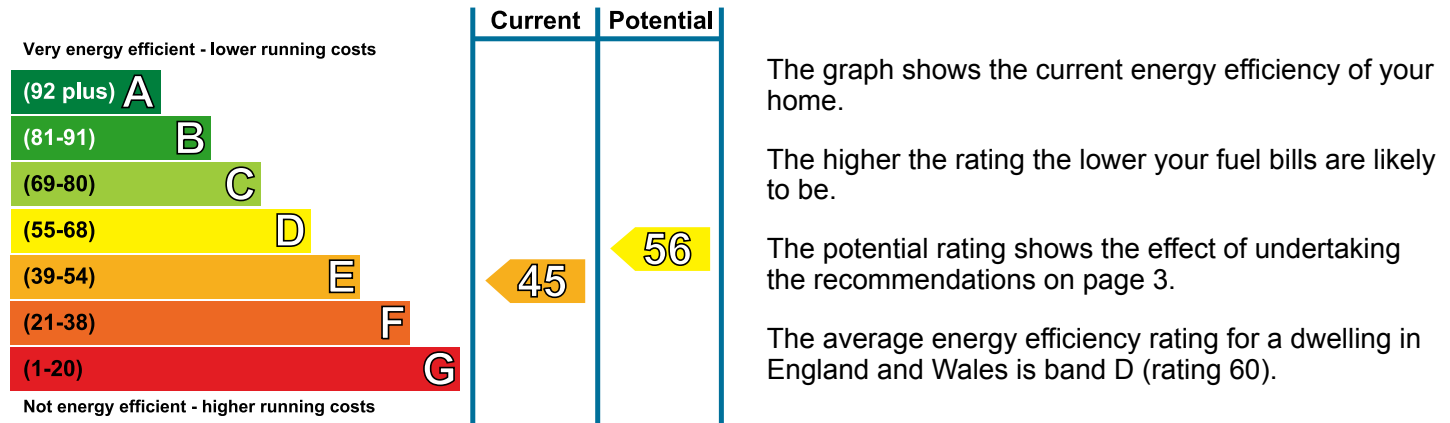 Current Potential
Very energy efficient - lower running costs
(92 plus) A
(81-91) B
(69-80) C
(55-68) D
(39-54) E
(21-38) F
(1-20) G
Not energy efficient - higher running costs
45
56
The graph shows the current energy efficiency of your
home.
The higher the rating the lower your fuel bills are likely
to be.
The potential rating shows the effect of undertaking
the recommendations on page 3.
The average energy efficiency rating for a dwelling in
England and Wales is band D (rating 60).